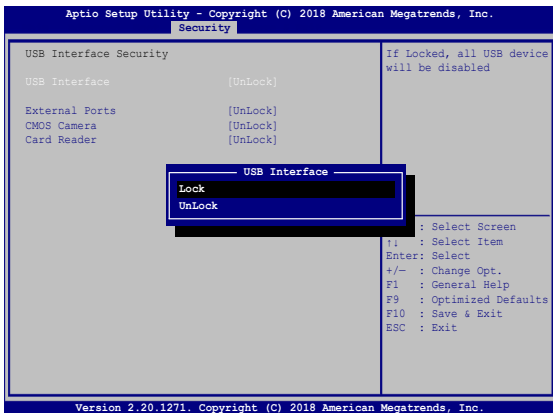 Aptio Setup Utility - Copyright (C) 2018 American Megatrends, Inc.
Security
USB Interface Security
USB Interface [UnLock]
External Ports [UnLock]
CMOS Camera [UnLock]
Card Reader [UnLock]
If Locked, all USB device
will be disabled
USB Interface
Lock
UnLock
: Select Screen
↑↓ : Select Item
Enter: Select
+/— : Change Opt.
F1 : General Help
F9 : Optimized Defaults
F10 : Save & Exit
ESC : Exit
Version 2.20.1271. Copyright (C) 2018 American Megatrends, Inc.